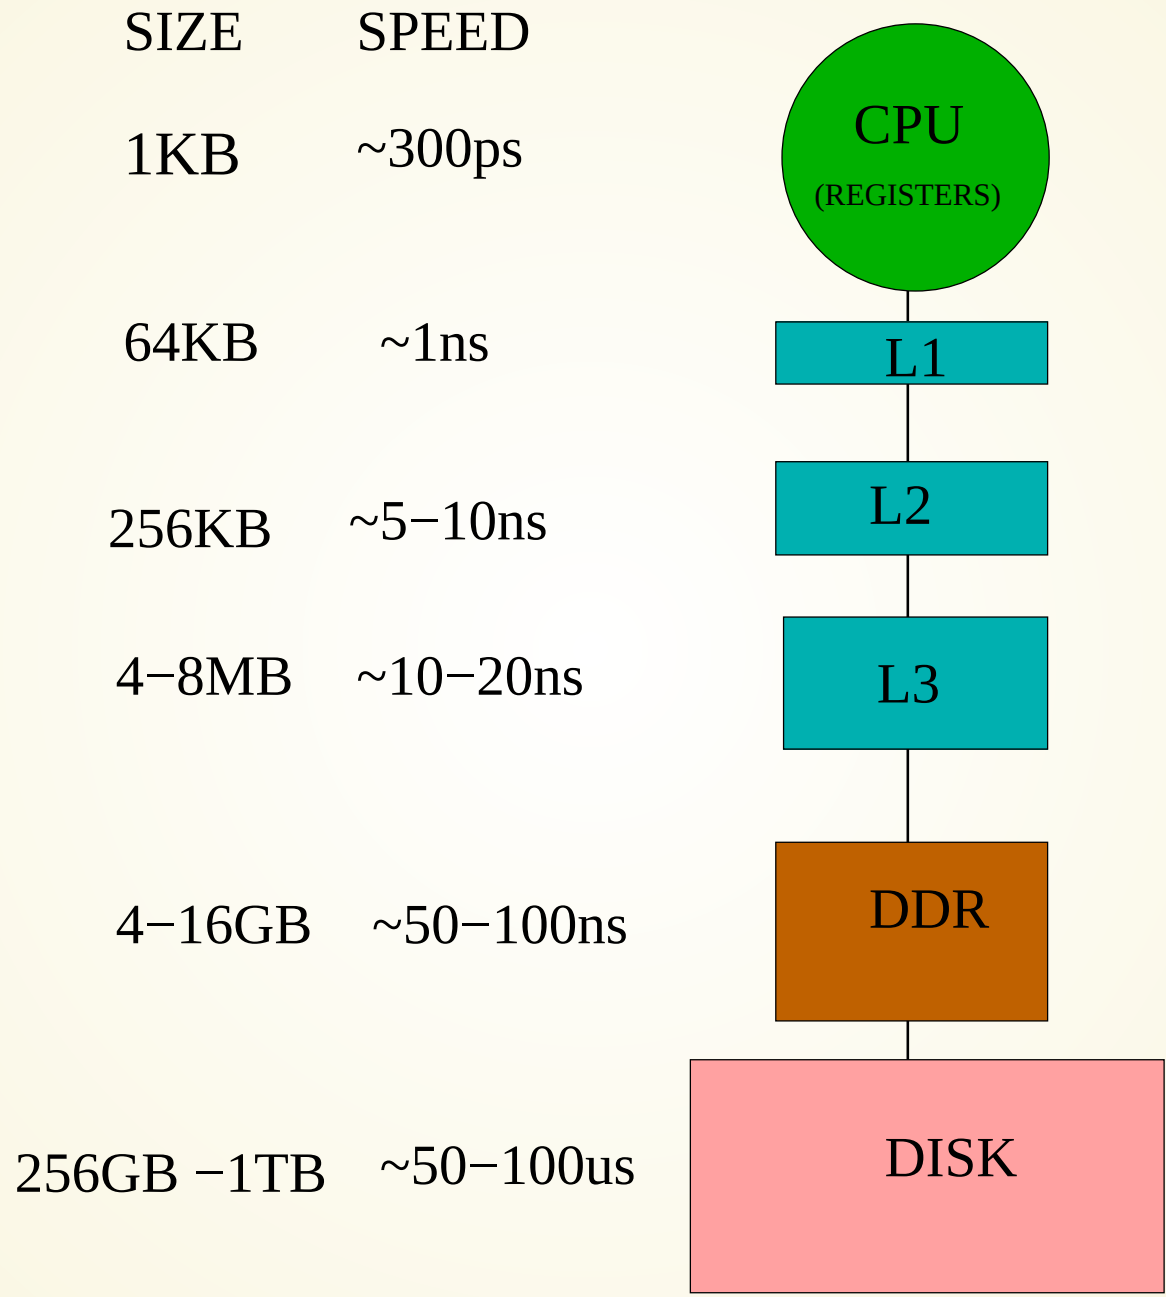 SIZE SPEED
1KB ~300ps CPU
(REGISTERS)
64KB ~1ns L1
256KB ~5−10ns L2
4−8MB ~10−20ns L3
4−16GB ~50−100ns DDR
256GB −1TB ~50−100us DISK